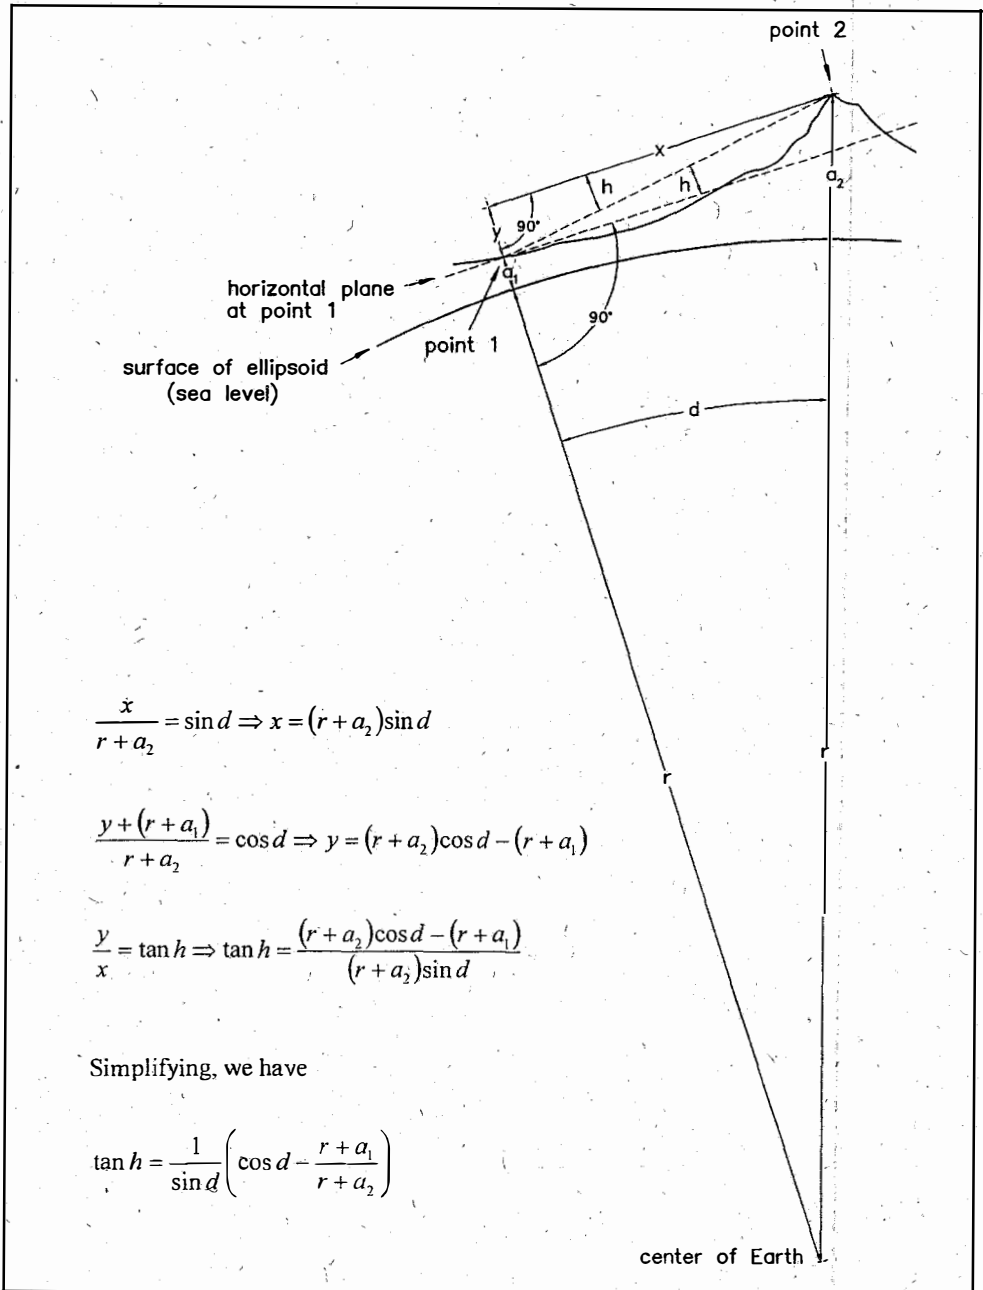 point 2
x
h
h
a₂
90°
y
a₁
horizontal plane
at point 1
90°
point 1
surface of ellipsoid
(sea level)
d
x/(r + a₂) = sin d ⇒ x = (r + a₂)sin d
r
r
(y + (r + a₁))/(r + a₂) = cos d ⇒ y = (r + a₂)cos d − (r + a₁)
y/x = tan h ⇒ tan h = ((r + a₂)cos d − (r + a₁))/((r + a₂)sin d)
Simplifying, we have
tan h = 1/sin d (cos d − (r + a₁)/(r + a₂))
center of Earth